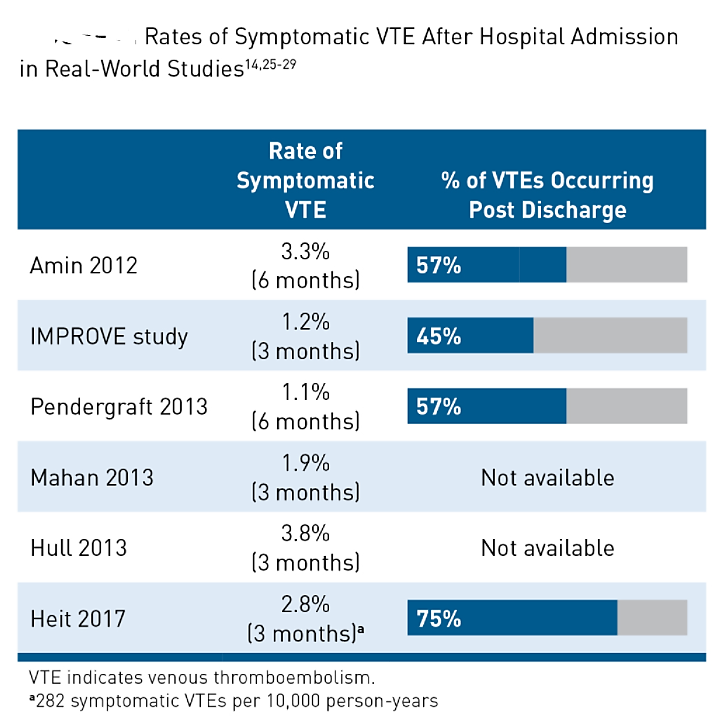 Rates of Symptomatic VTE After Hospital Admission
in Real-World Studies14,25-29
Rate of
Symptomatic
VTE
% of VTEs Occurring
Post Discharge
Amin 2012
3.3%
(6 months)
57%
IMPROVE study
1.2%
(3 months)
45%
Pendergraft 2013
1.1%
(6 months)
57%
Mahan 2013
1.9%
(3 months)
Not available
Hull 2013
3.8%
(3 months)
Not available
Heit 2017
2.8%
(3 months)a
75%
VTE indicates venous thromboembolism.
a282 symptomatic VTEs per 10,000 person-years